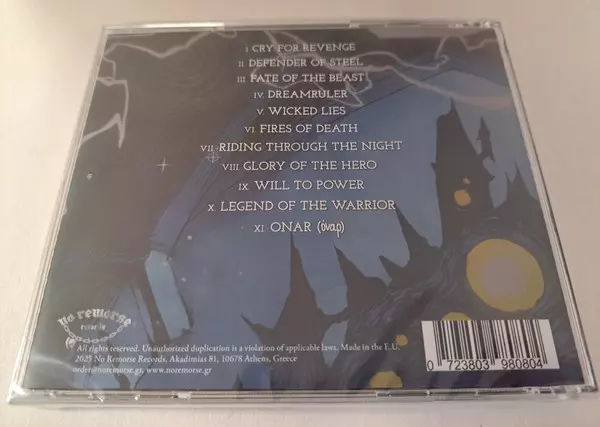 I CRY FOR REVENGE
II. DEFENDER OF STEEL
III. FATE OF THE BEAST
IV. DREAMRULER
V. WICKED LIES
VI. FIRES OF DEATH
VII. RIDING THROUGH THE NIGHT
VIII. GLORY OF THE HERO
IX. WILL TO POWER
X. LEGEND OF THE WARRIOR
XI. ONAR (όναρ)
No remorse
records
All rights reserved. Unauthorized duplication is a violation of applicable laws. Made in the E.U.
2025 No Remorse Records, Akadimias 81, 10678 Athens, Greece
order@noremorse.gr, www.noremorse.gr
0 723803 980804